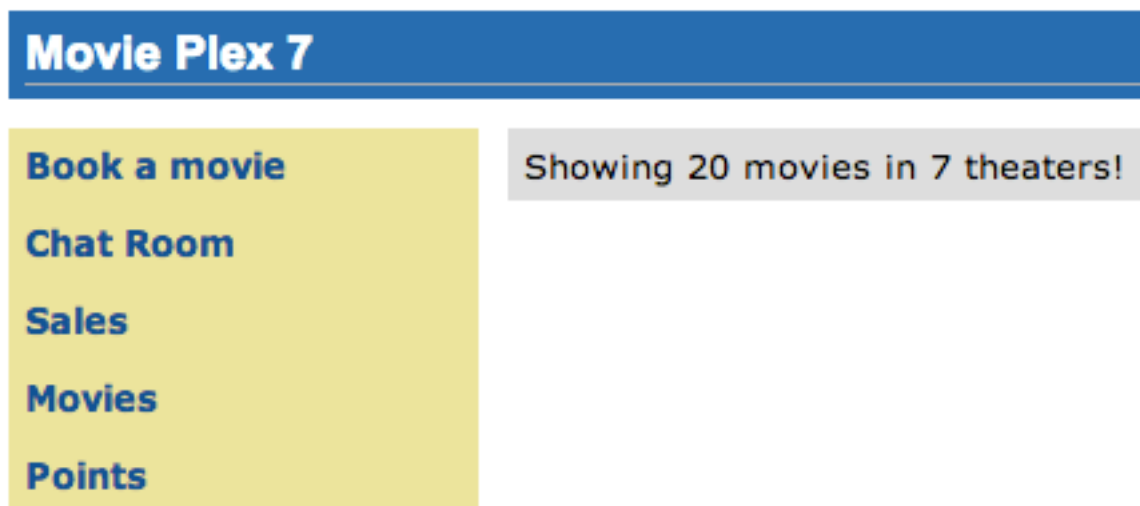 Movie Plex 7
Book a movie
Showing 20 movies in 7 theaters!
Chat Room
Sales
Movies
Points